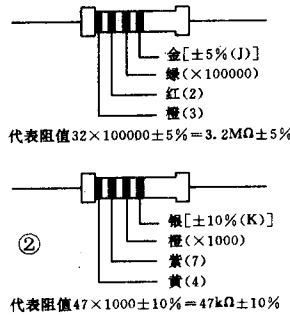 金[±5%(J)]
绿(×100000)
红(2)
橙(3)
代表阻值32×100000±5%=3.2MΩ±5%
②
银[±10%(K)]
橙(×1000)
紫(7)
黄(4)
代表阻值47×1000±10%=47kΩ±10%